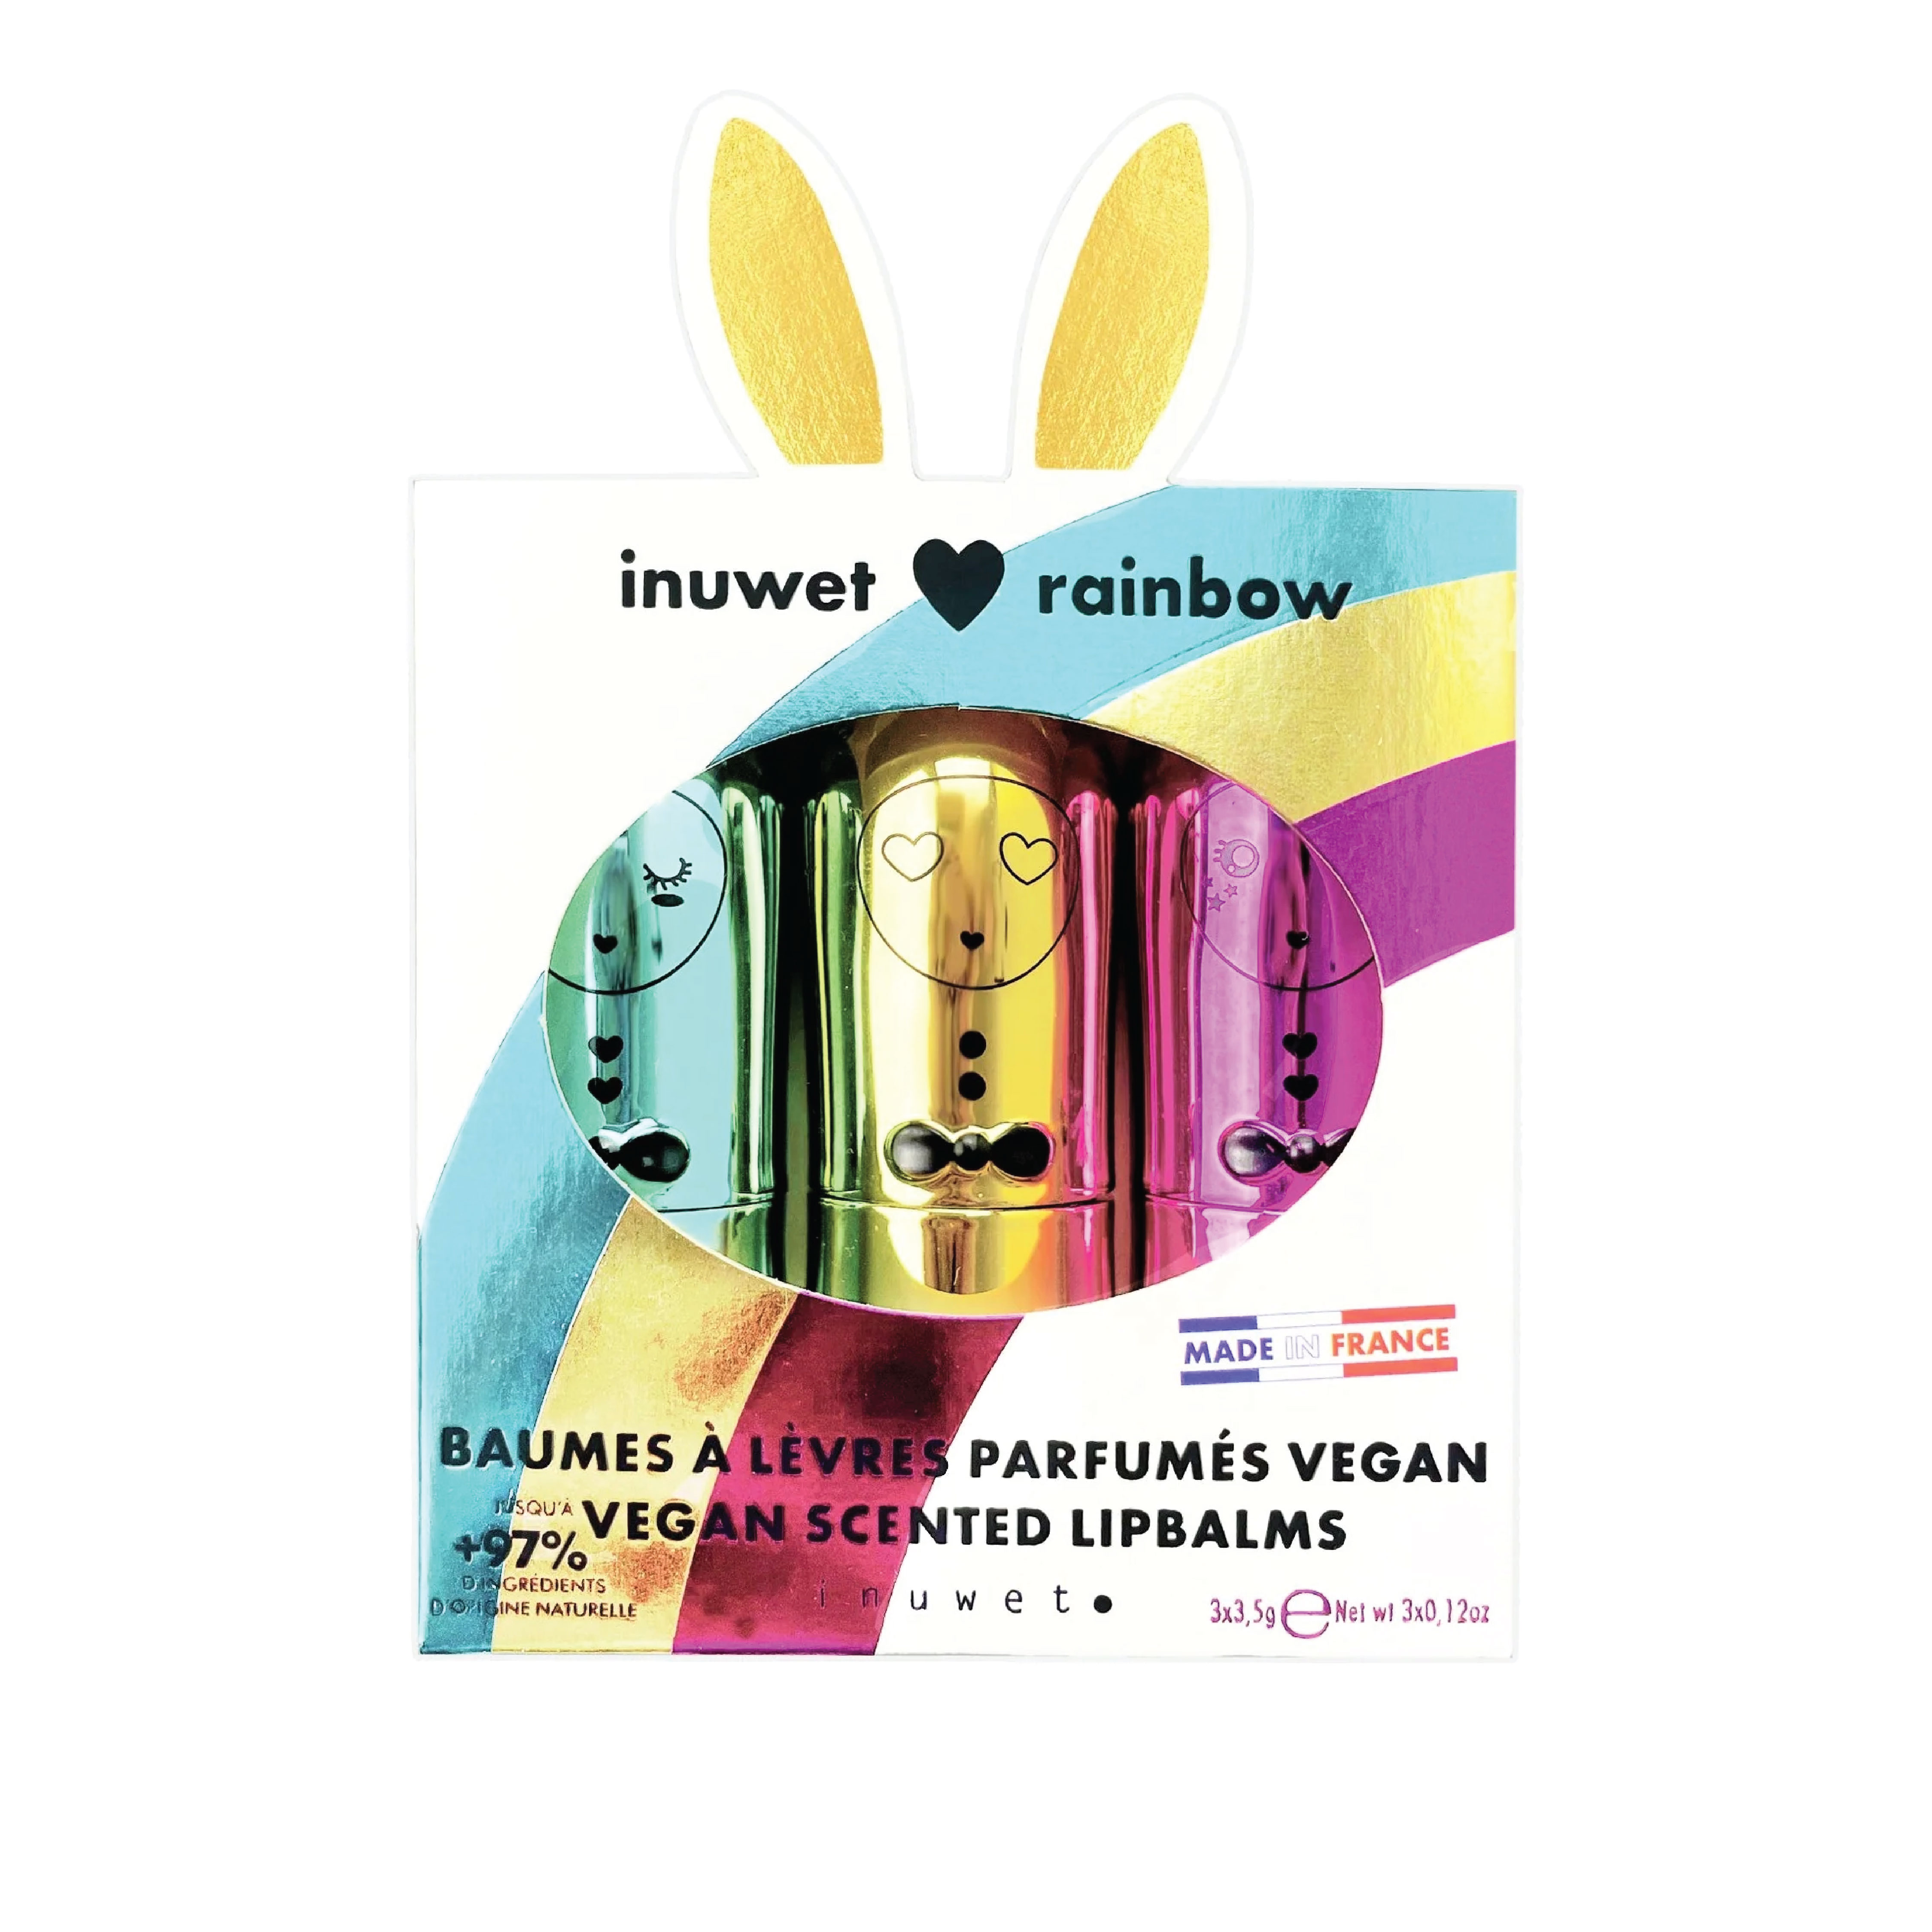 inuwet rainbow
MADE IN FRANCE
BAUMES À LÈVRES PARFUMÉS VEGAN
VEGAN SCENTED LIPBALMS
JUSQU'À
+97%
D'INGRÉDIENTS
D'ORIGINE NATURELLE
inuwet
3x3,5g ℮ Net wt 3x0,12oz